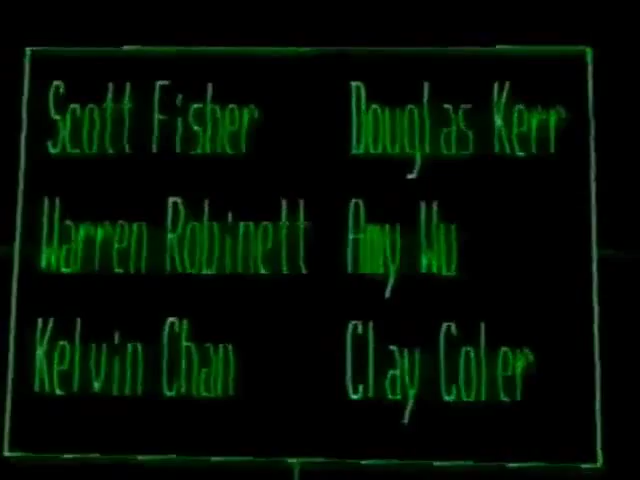 Scott Fisher
Douglas Kerr
Warren Robinett
Amy Wu
Kelvin Chan
Clay Coler